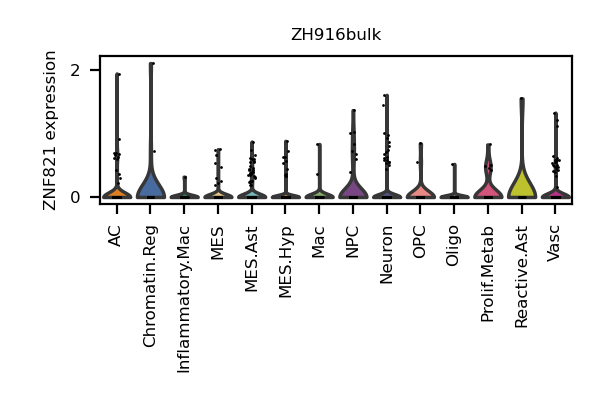 ZH916bulk
ZNF821 expression
2
0
AC
Chromatin.Reg
Inflammatory.Mac
MES
MES.Ast
MES.Hyp
Mac
NPC
Neuron
OPC
Oligo
Prolif.Metab
Reactive.Ast
Vasc